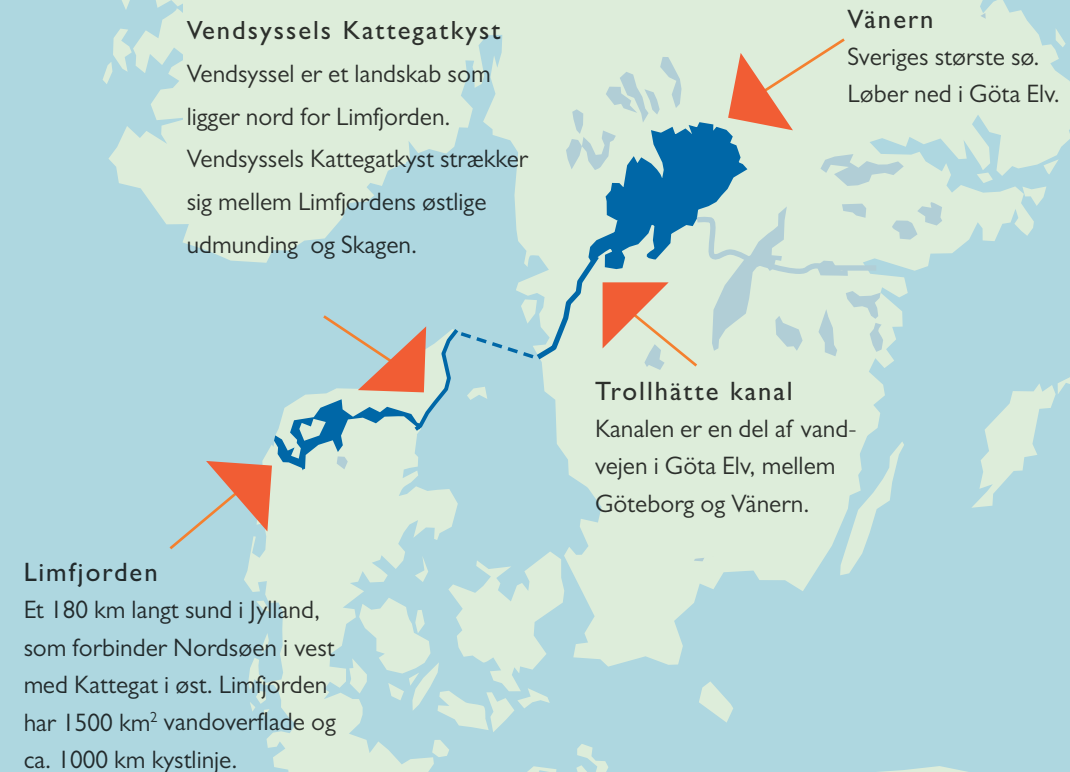 Vendsyssels Kattegatkyst
Vendsyssel er et landskab som
ligger nord for Limfjorden.
Vendsyssels Kattegatkyst strækker
sig mellem Limfjordens østlige
udmunding og Skagen.
Vänern
Sveriges største sø.
Løber ned i Göta Elv.
Trollhätte kanal
Kanalen er en del af vand-
vejen i Göta Elv, mellem
Göteborg og Vänern.
Limfjorden
Et 180 km langt sund i Jylland,
som forbinder Nordsøen i vest
med Kattegat i øst. Limfjorden
har 1500 km² vandoverflade og
ca. 1000 km kystlinje.